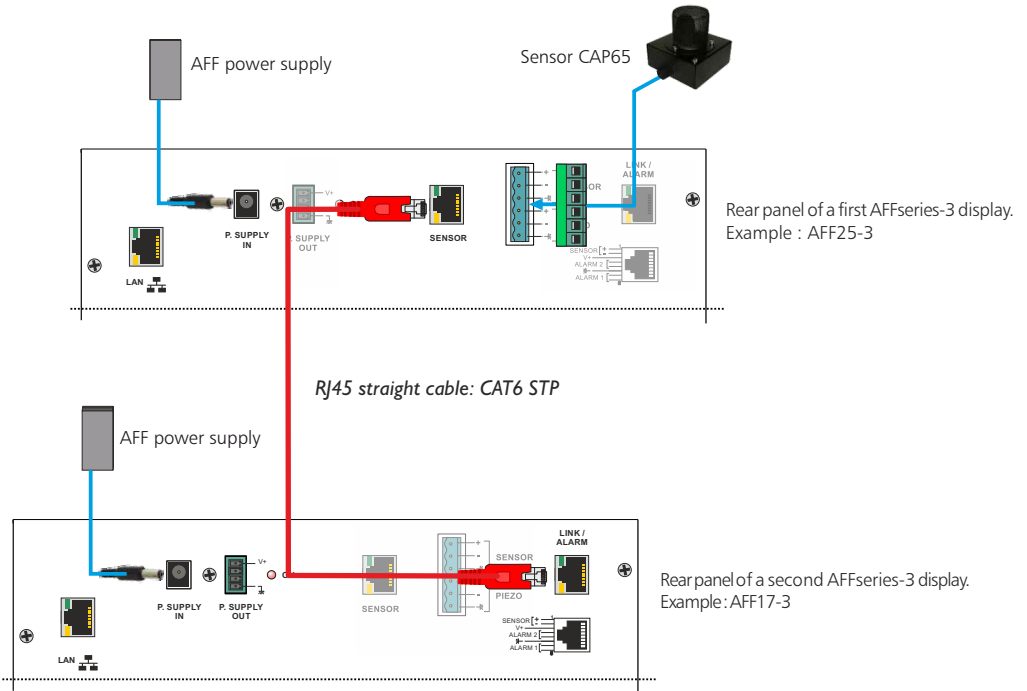 AFF power supply
Sensor CAP65
V+
P. SUPPLY
IN
SUPPLY
OUT
SENSOR
+
-
+
-
OR
LINK /
ALARM
LAN
SENSOR + 1
-
V+
ALARM 2
ALARM 1
Rear panel of a first AFFseries-3 display.
Example : AFF25-3
RJ45 straight cable: CAT6 STP
AFF power supply
V+
P. SUPPLY
IN
P. SUPPLY
OUT
SENSOR
+
-
SENSOR
-
PIEZO
LINK /
ALARM
LAN
SENSOR + 1
-
V+
ALARM 2
ALARM 1
Rear panel of a second AFFseries-3 display.
Example : AFF17-3